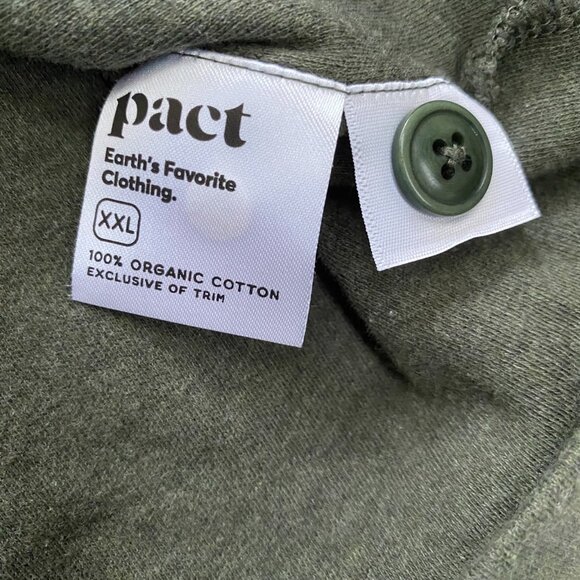 pact
Earth's Favorite
Clothing.
XXL
100% ORGANIC COTTON
EXCLUSIVE OF TRIM